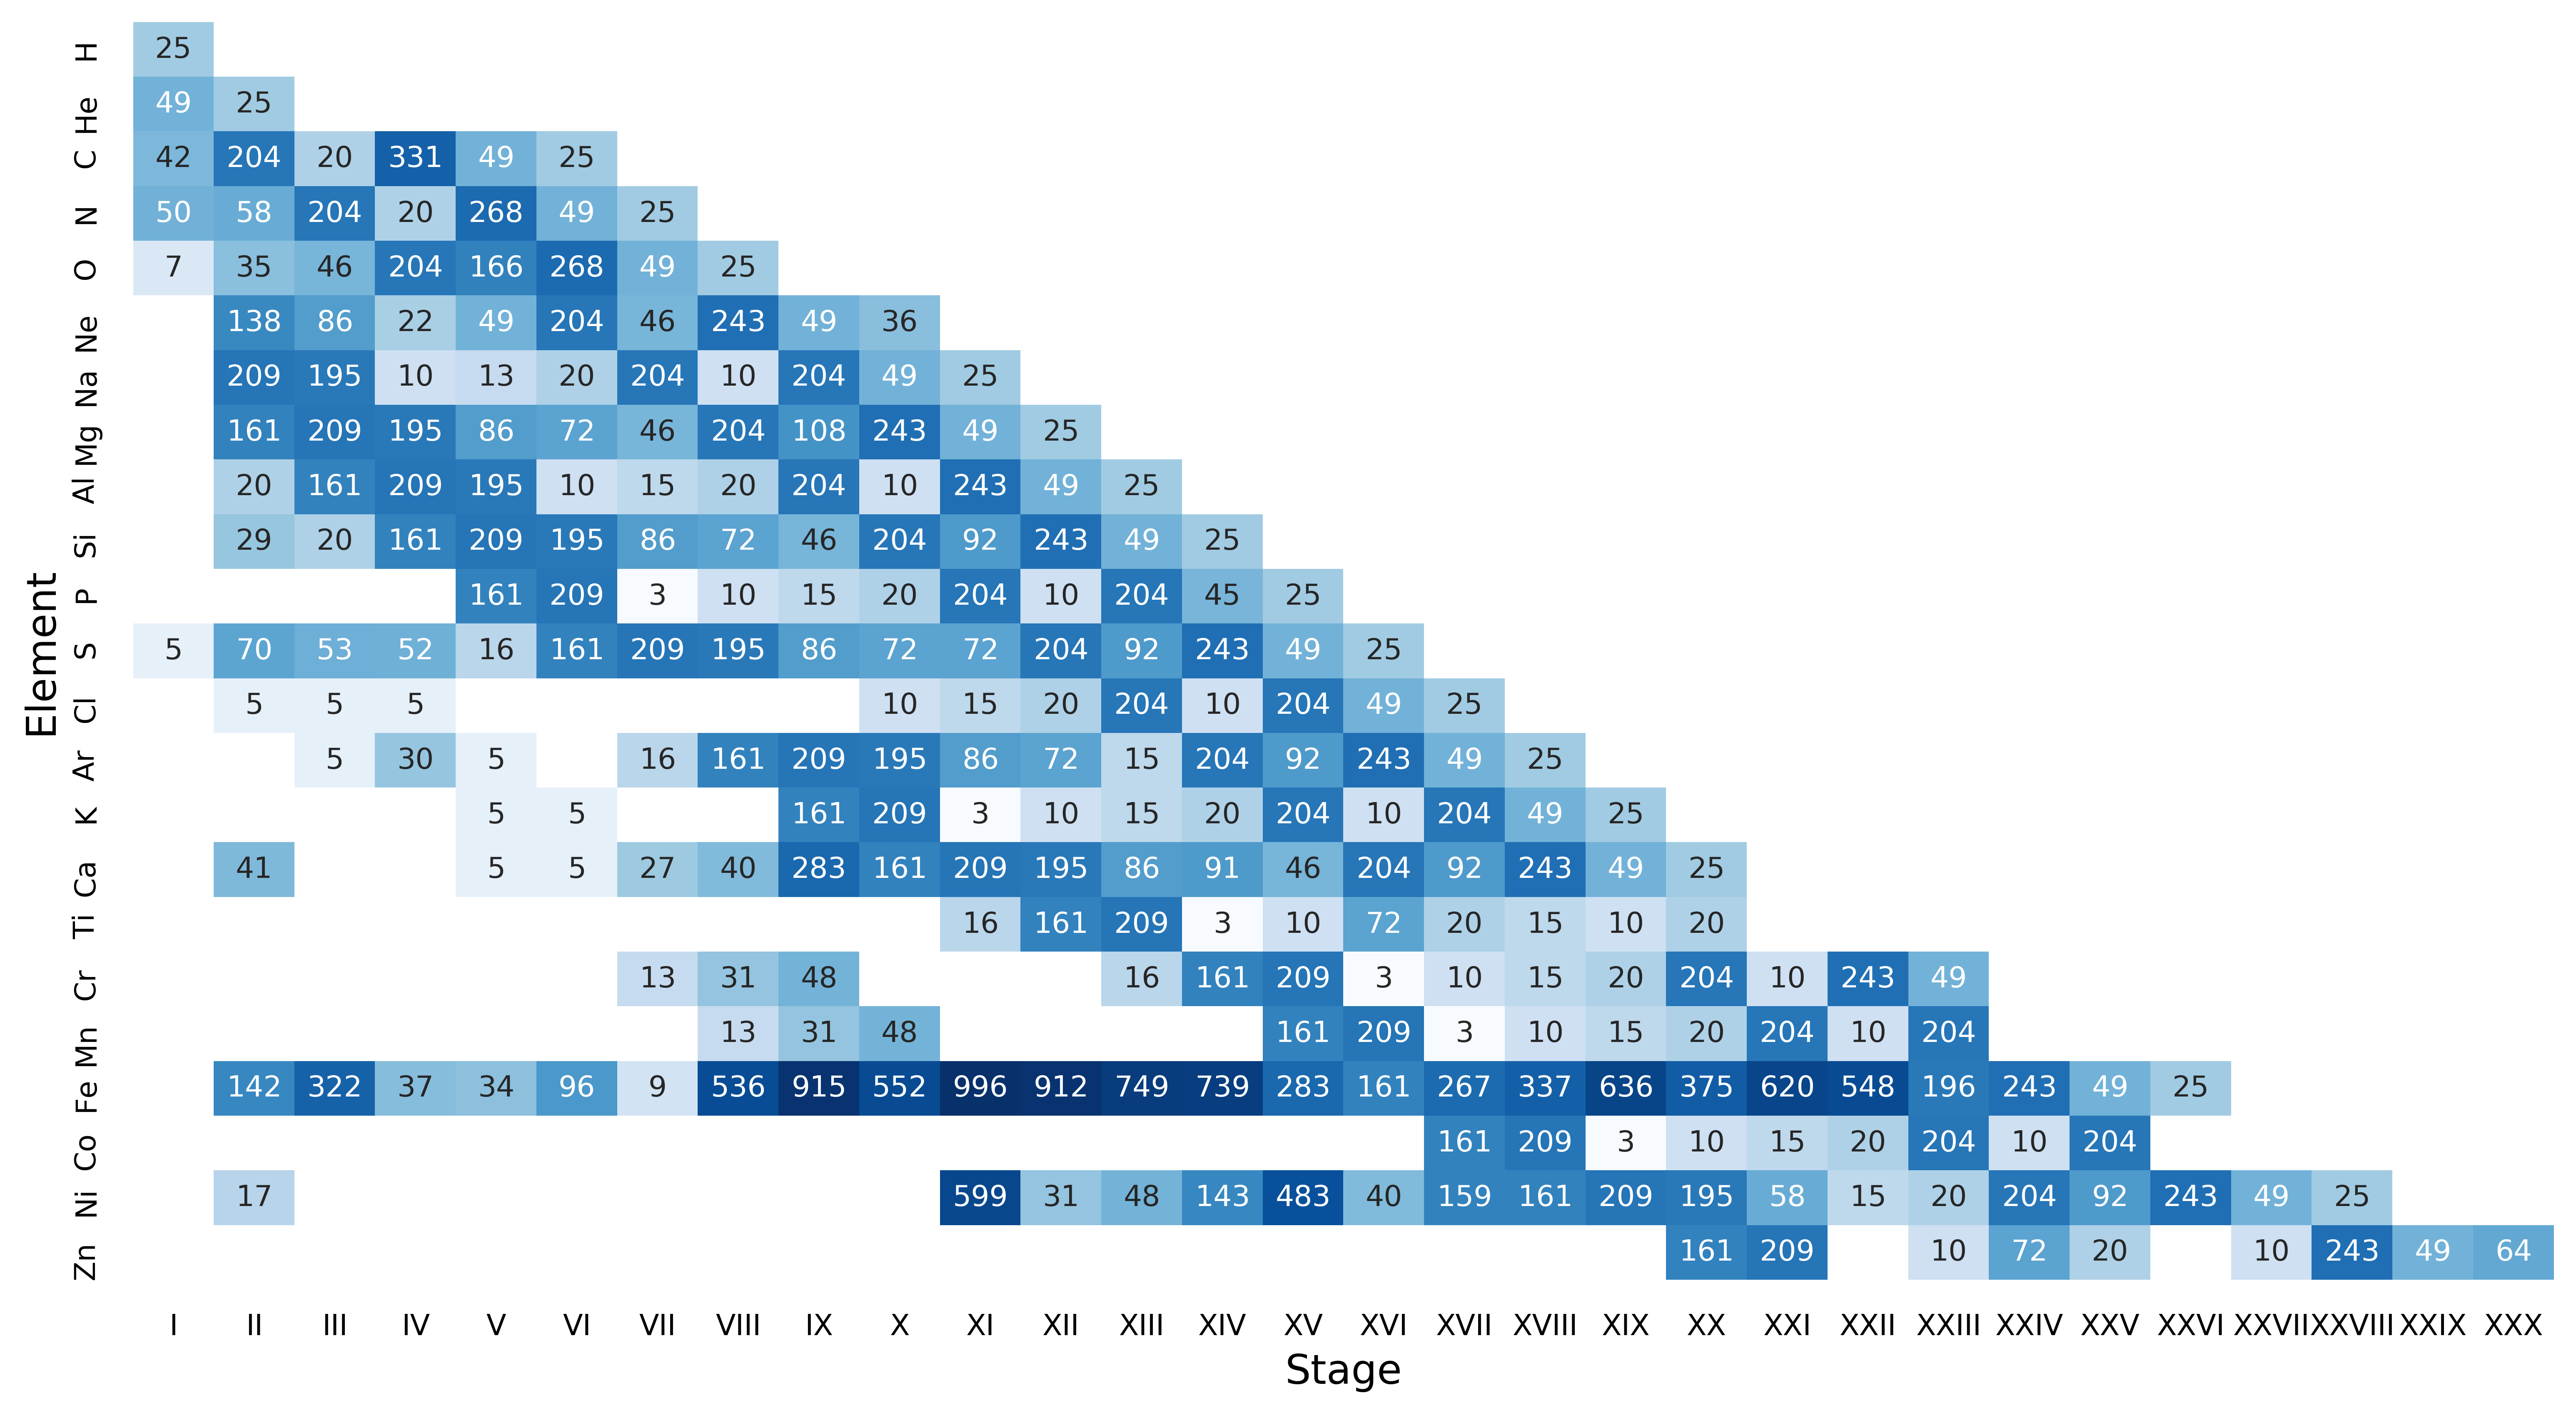 H 25
He 49 25
C 42 204 20 331 49 25
N 50 58 204 20 268 49 25
O 7 35 46 204 166 268 49 25
Ne 138 86 22 49 204 46 243 49 36
Na 209 195 10 13 20 204 10 204 49 25
Mg 161 209 195 86 72 46 204 108 243 49 25
Al 20 161 209 195 10 15 20 204 10 243 49 25
Si 29 20 161 209 195 86 72 46 204 92 243 49 25
P 161 209 3 10 15 20 204 10 204 45 25
S 5 70 53 52 16 161 209 195 86 72 72 204 92 243 49 25
Cl 5 5 5 10 15 20 204 10 204 49 25
Ar 5 30 5 16 161 209 195 86 72 15 204 92 243 49 25
K 5 5 161 209 3 10 15 20 204 10 204 49 25
Ca 41 5 5 27 40 283 161 209 195 86 91 46 204 92 243 49 25
Ti 16 161 209 3 10 72 20 15 10 20
Cr 13 31 48 16 161 209 3 10 15 20 204 10 243 49
Mn 13 31 48 161 209 3 10 15 20 204 10 204
Fe 142 322 37 34 96 9 536 915 552 996 912 749 739 283 161 267 337 636 375 620 548 196 243 49 25
Co 161 209 3 10 15 20 204 10 204
Ni 17 599 31 48 143 483 40 159 161 209 195 58 15 20 204 92 243 49 25
Zn 161 209 10 72 20 10 243 49 64
I II III IV V VI VII VIII IX X XI XII XIII XIV XV XVI XVII XVIII XIX XX XXI XXII XXIII XXIV XXV XXVI XXVII XXVIII XXIX XXX
Stage
Element